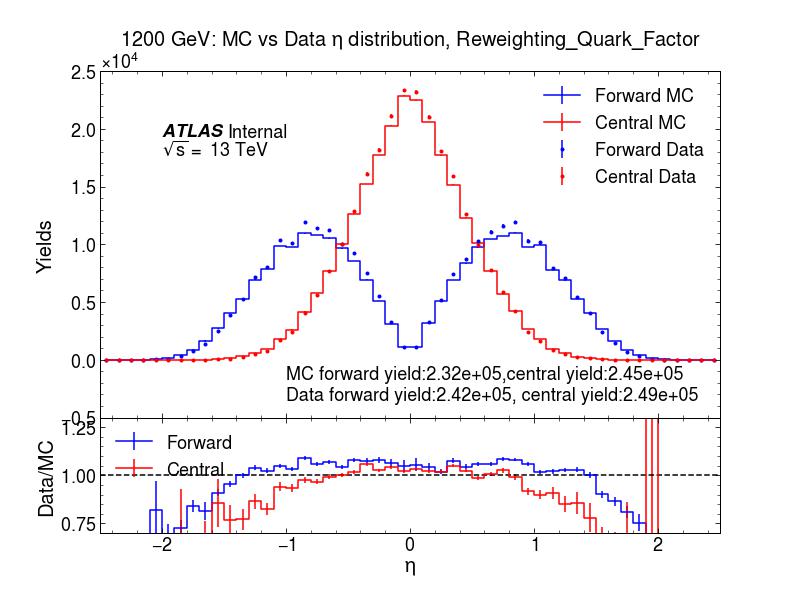 1200 GeV: MC vs Data η distribution, Reweighting_Quark_Factor
×10⁴
2.5
2.0
1.5
1.0
0.5
0.0
0.5
Yields
ATLAS Internal
√s = 13 TeV
Forward MC
Central MC
Forward Data
Central Data
MC forward yield:2.32e+05,central yield:2.45e+05
Data forward yield:2.42e+05, central yield:2.49e+05
1.25
1.00
0.75
Data/MC
Forward
Central
−2 −1 0 1 2
η